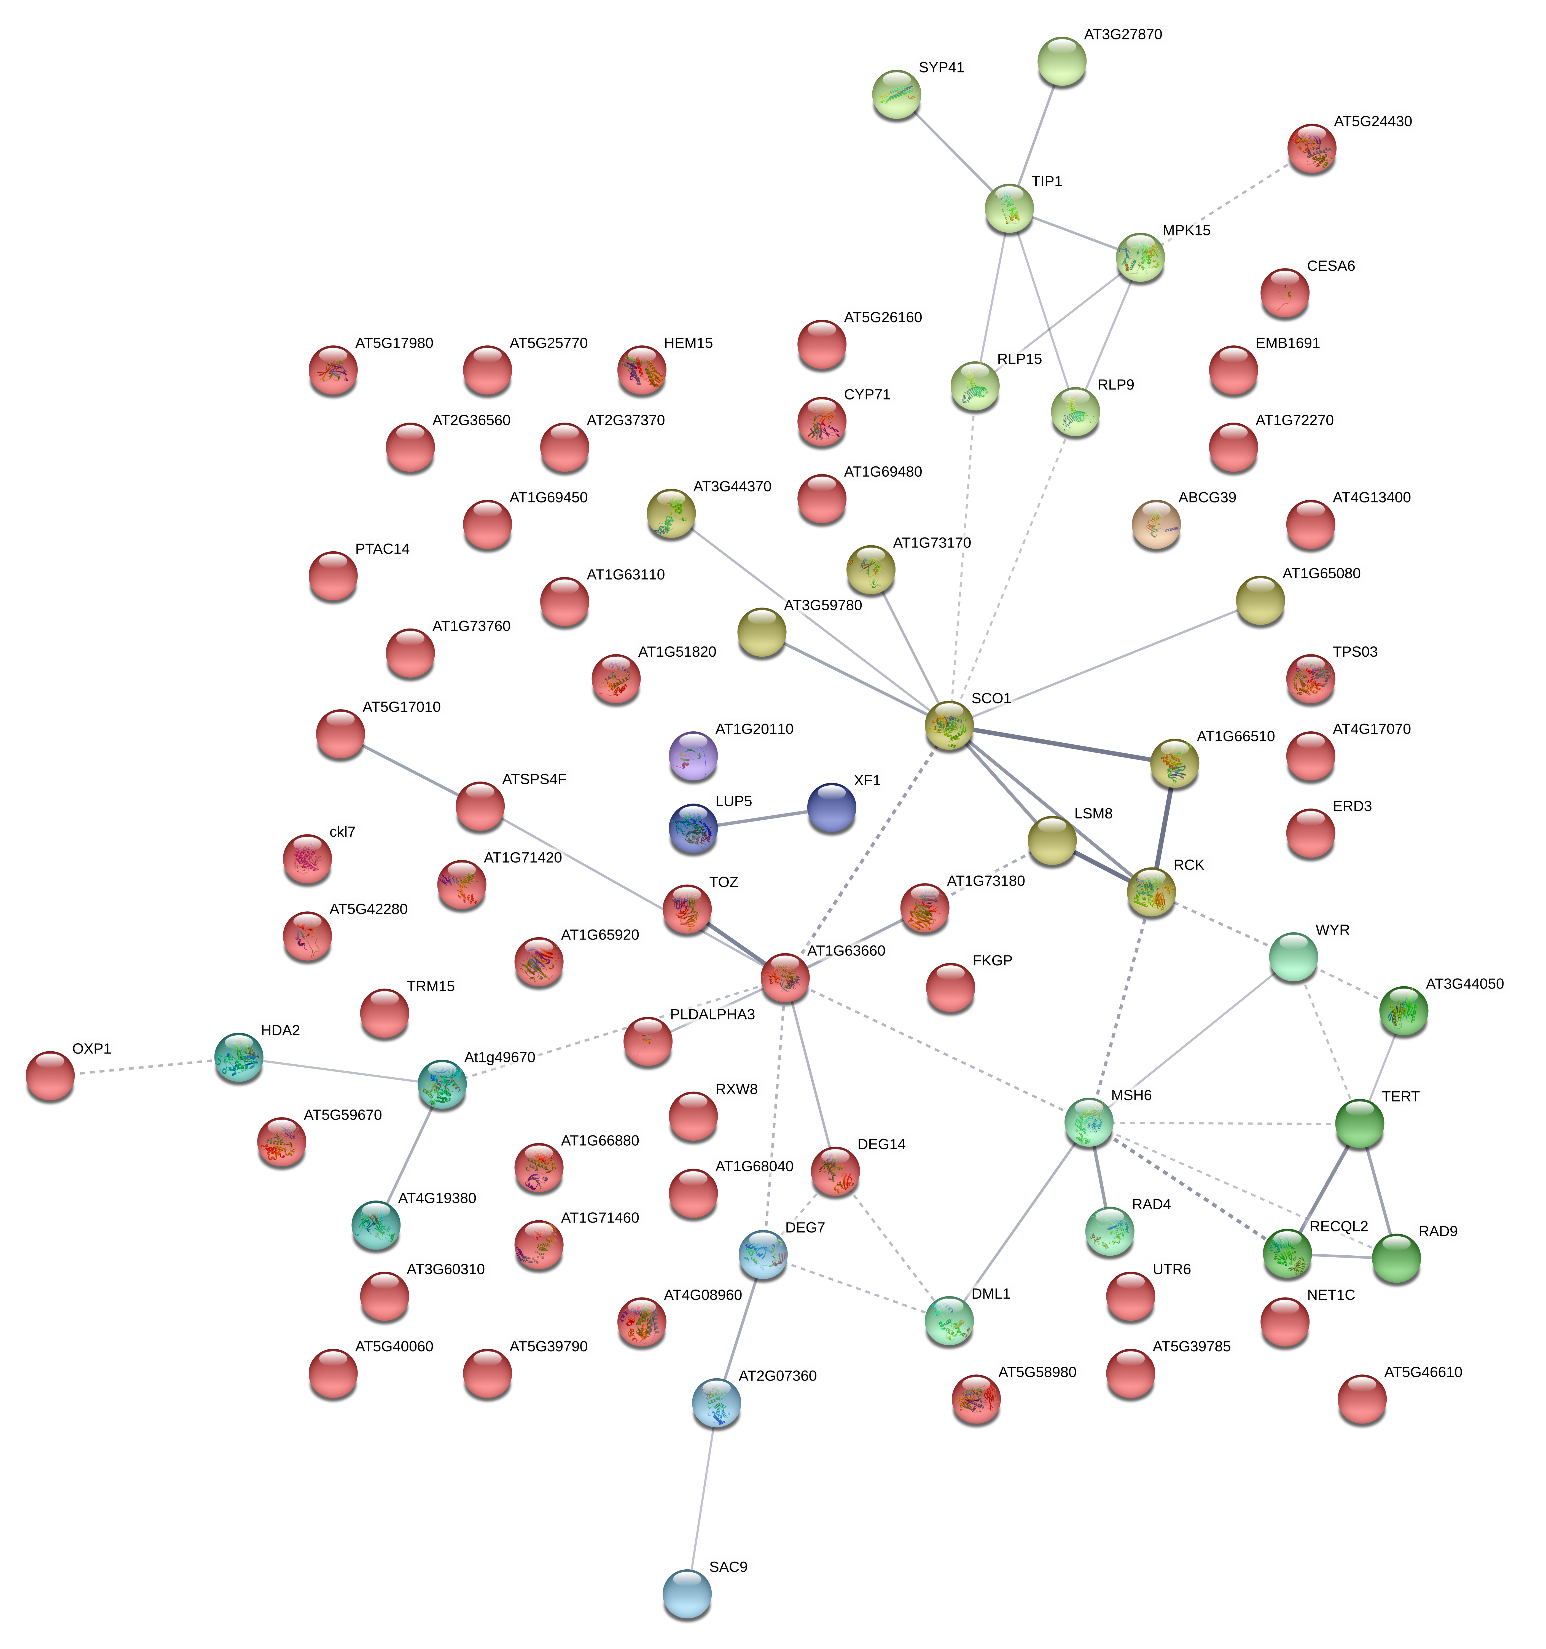 AT3G27870
SYP41
AT5G24430
TIP1
MPK15
CESA6
AT5G26160
AT5G17980
AT5G25770
HEM15
EMB1691
RLP15
RLP9
CYP71
AT2G36560
AT2G37370
AT1G72270
AT1G69480
AT3G44370
AT1G69450
ABCG39
AT4G13400
AT1G73170
PTAC14
AT1G63110
AT1G65080
AT3G59780
AT1G73760
AT1G51820
TPS03
SCO1
AT5G17010
AT1G20110
AT1G66510
AT4G17070
ATSPS4F
XF1
LUP5
LSM8
ERD3
ckl7
AT1G71420
RCK
TOZ
AT1G73180
AT5G42280
AT1G65920
WYR
AT1G63660
FKGP
AT3G44050
TRM15
PLDALPHA3
HDA2
OXP1
At1g49670
RXW8
MSH6
TERT
AT5G59670
AT1G66880
DEG14
AT1G68040
AT4G19380
RAD4
AT1G71460
DEG7
RECQL2
RAD9
AT3G60310
UTR6
AT4G08960
DML1
NET1C
AT5G40060
AT5G39790
AT5G39785
AT2G07360
AT5G58980
AT5G46610
SAC9